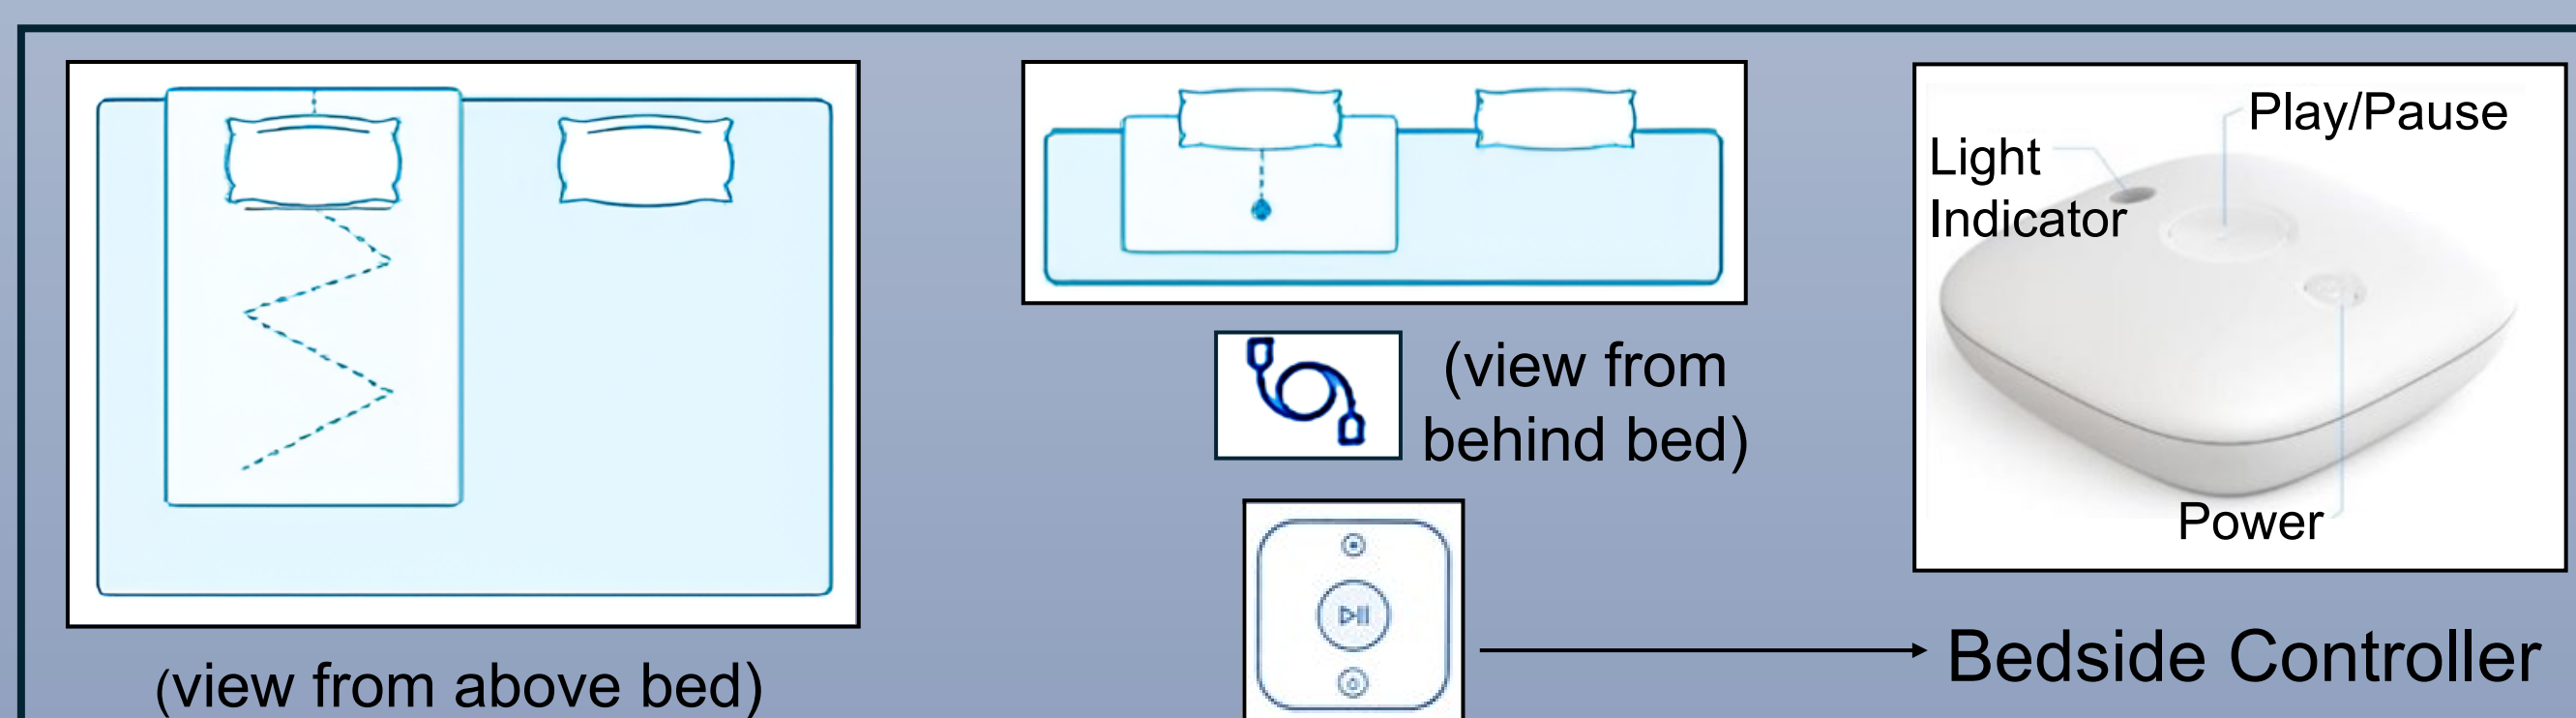 (view from above bed)
(view from
behind bed)
Play/Pause
Light
Indicator
Power
Bedside Controller